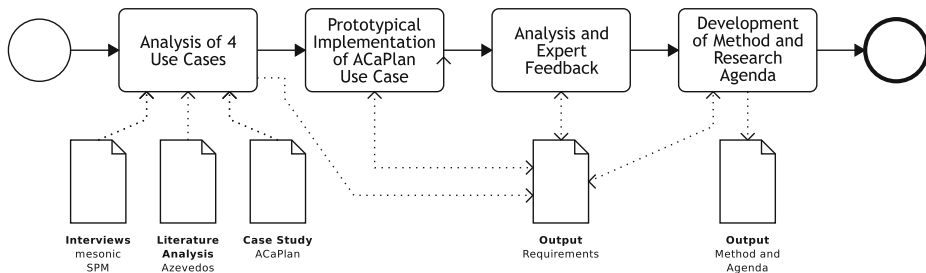 Analysis of 4
Use Cases
Prototypical
Implementation
of ACaPlan
Use Case
Analysis and
Expert
Feedback
Development
of Method and
Research
Agenda
Interviews
mesonic
SPM
Literature
Analysis
Azevedos
Case Study
ACaPlan
Output
Requirements
Output
Method and
Agenda